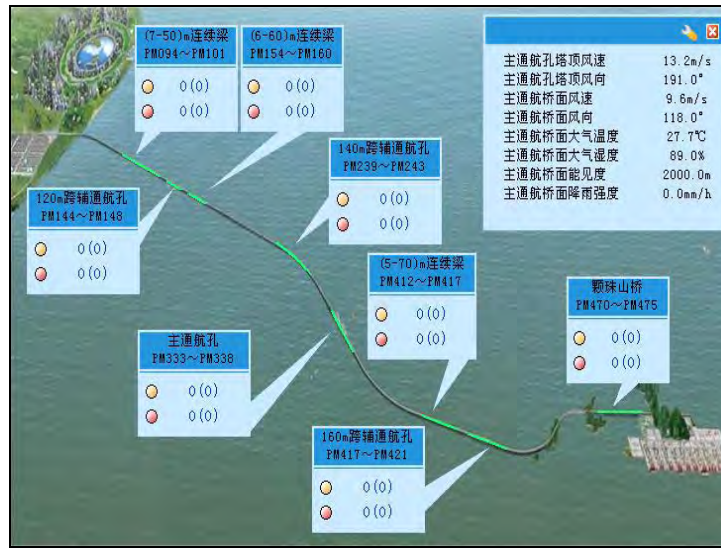 (7-50)m连续梁
PM094～PM101
0(0)
0(0)
(6-60)m连续梁
PM154～PM160
0(0)
0(0)
主通航孔塔顶风速 13.2m/s
主通航孔塔顶风向 191.0°
主通航桥面风速 9.6m/s
主通航桥面风向 118.0°
主通航桥面大气温度 27.7℃
主通航桥面大气湿度 89.0%
主通航桥面能见度 2000.0m
主通航桥面降雨强度 0.0mm/h
140m跨辅通航孔
PM239～PM243
0(0)
0(0)
120m跨辅通航孔
PM144～PM148
0(0)
0(0)
(5-70)m连续梁
PM412～PM417
0(0)
0(0)
颗珠山桥
PM470～PM475
0(0)
0(0)
主通航孔
PM333～PM338
0(0)
0(0)
160m跨辅通航孔
PM417～PM421
0(0)
0(0)